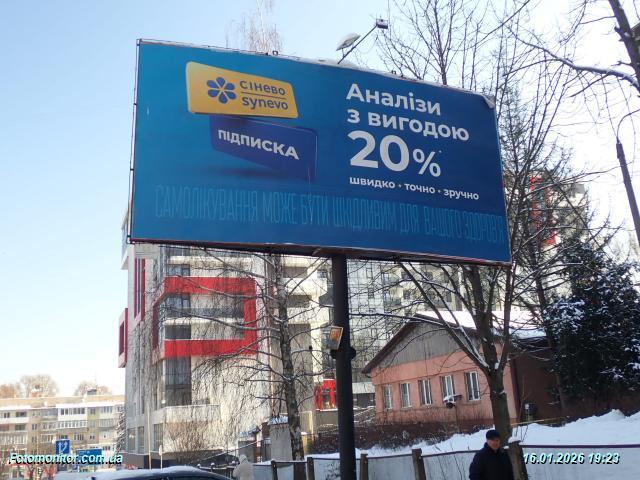 сінево
synevo
ПІДПИСКА
Аналізи
з вигодою
20%
швидко • точно • зручно
САМОЛІКУВАННЯ МОЖЕ БУТИ ШКІДЛИВИМ ДЛЯ ВАШОГО ЗДОРОВ'Я
Fotomonitor.com.ua
16.01.2026 19:23